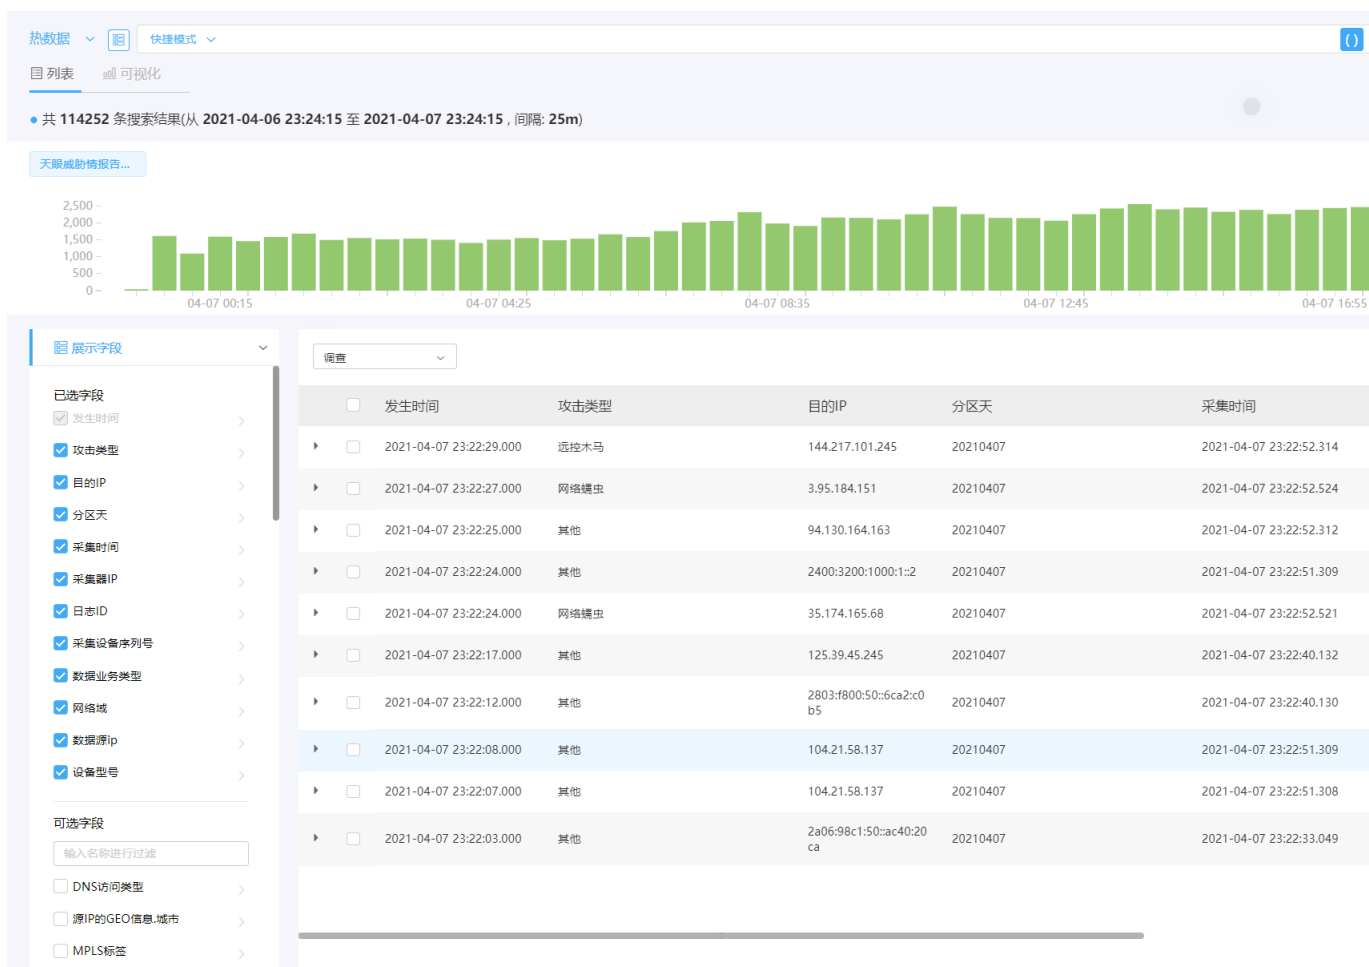 热数据
快捷模式
()
列表
可视化
共 114252 条搜索结果(从 2021-04-06 23:24:15 至 2021-04-07 23:24:15 , 间隔: 25m)
天眼威胁情报告...
2,500
2,000
1,500
1,000
500
0
04-07 00:15 04-07 04:25 04-07 08:35 04-07 12:45 04-07 16:55
展示字段
已选字段
发生时间
攻击类型
目的IP
分区天
采集时间
采集器IP
日志ID
采集设备序列号
数据业务类型
网络域
数据源ip
设备型号
可选字段
输入名称进行过滤
DNS访问类型
源IP的GEO信息.城市
MPLS标签
调查
发生时间 攻击类型 目的IP 分区天 采集时间
2021-04-07 23:22:29.000 远控木马 144.217.101.245 20210407 2021-04-07 23:22:52.314
2021-04-07 23:22:27.000 网络蠕虫 3.95.184.151 20210407 2021-04-07 23:22:52.524
2021-04-07 23:22:25.000 其他 94.130.164.163 20210407 2021-04-07 23:22:52.312
2021-04-07 23:22:24.000 其他 2400:3200:1000:1::2 20210407 2021-04-07 23:22:51.309
2021-04-07 23:22:24.000 网络蠕虫 35.174.165.68 20210407 2021-04-07 23:22:52.521
2021-04-07 23:22:17.000 其他 125.39.45.245 20210407 2021-04-07 23:22:40.132
2021-04-07 23:22:12.000 其他 2803:f800:50::6ca2:c0
b5 20210407 2021-04-07 23:22:40.130
2021-04-07 23:22:08.000 其他 104.21.58.137 20210407 2021-04-07 23:22:51.309
2021-04-07 23:22:07.000 其他 104.21.58.137 20210407 2021-04-07 23:22:51.308
2021-04-07 23:22:03.000 其他 2a06:98c1:50::ac40:20
ca 20210407 2021-04-07 23:22:33.049